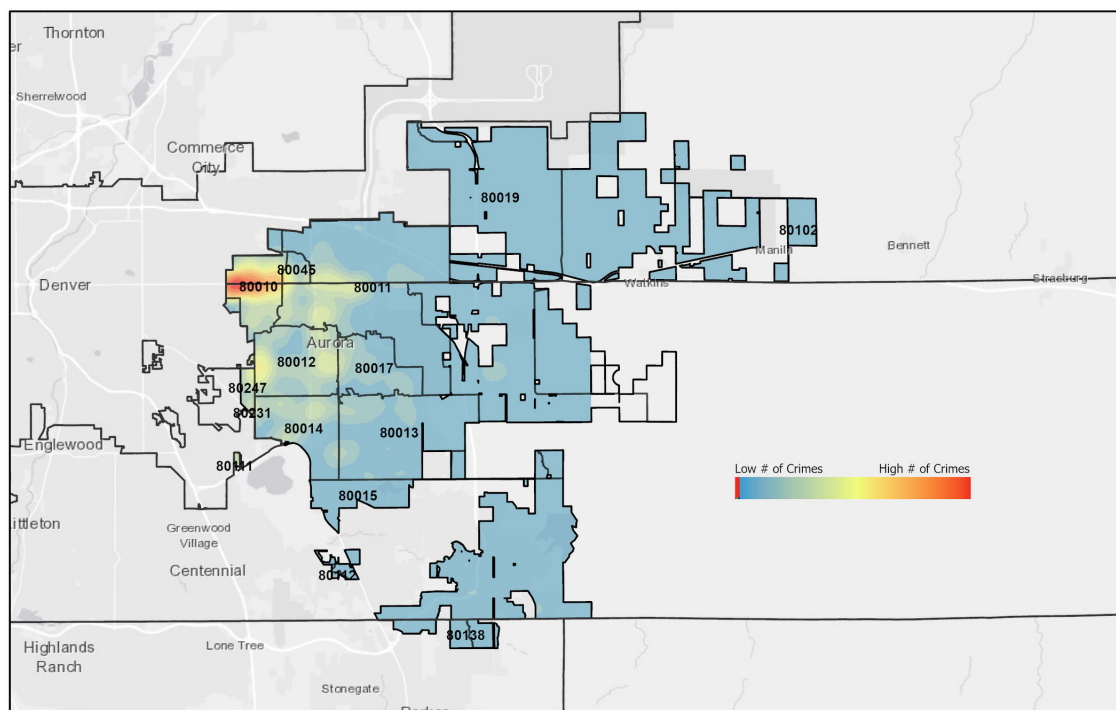 Thornton
er
Sherrelwood
Commerce
City
80019
80102
Manila
Bennett
80045
Denver
80010
80011
Watkins
Strasburg
Aurora
80012
80017
80247
80231
80014
80013
Englewood
80111
Low # of Crimes
High # of Crimes
80015
Littleton
Greenwood
Village
Centennial
80112
80138
Highlands
Ranch
Lone Tree
Stonegate
Parker